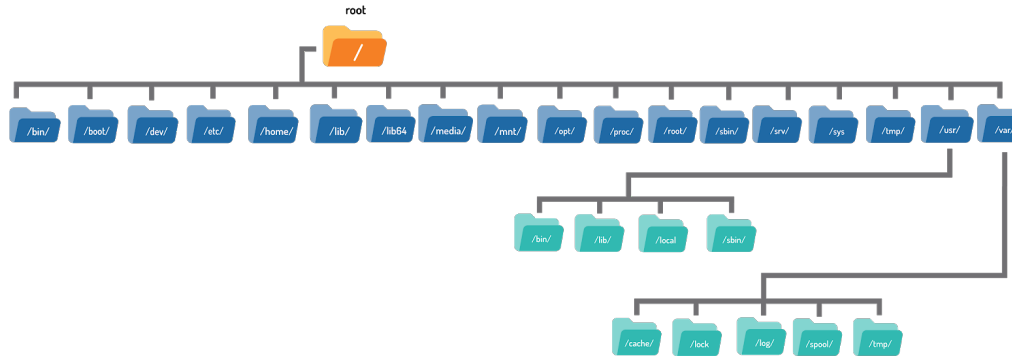 root
/
/bin/
/boot/
/dev/
/etc/
/home/
/lib/
/lib64
/media/
/mnt/
/opt/
/proc/
/root/
/sbin/
/srv/
/sys
/tmp/
/usr/
/var/
/bin/
/lib/
/local
/sbin/
/cache/
/lock
/log/
/spool/
/tmp/